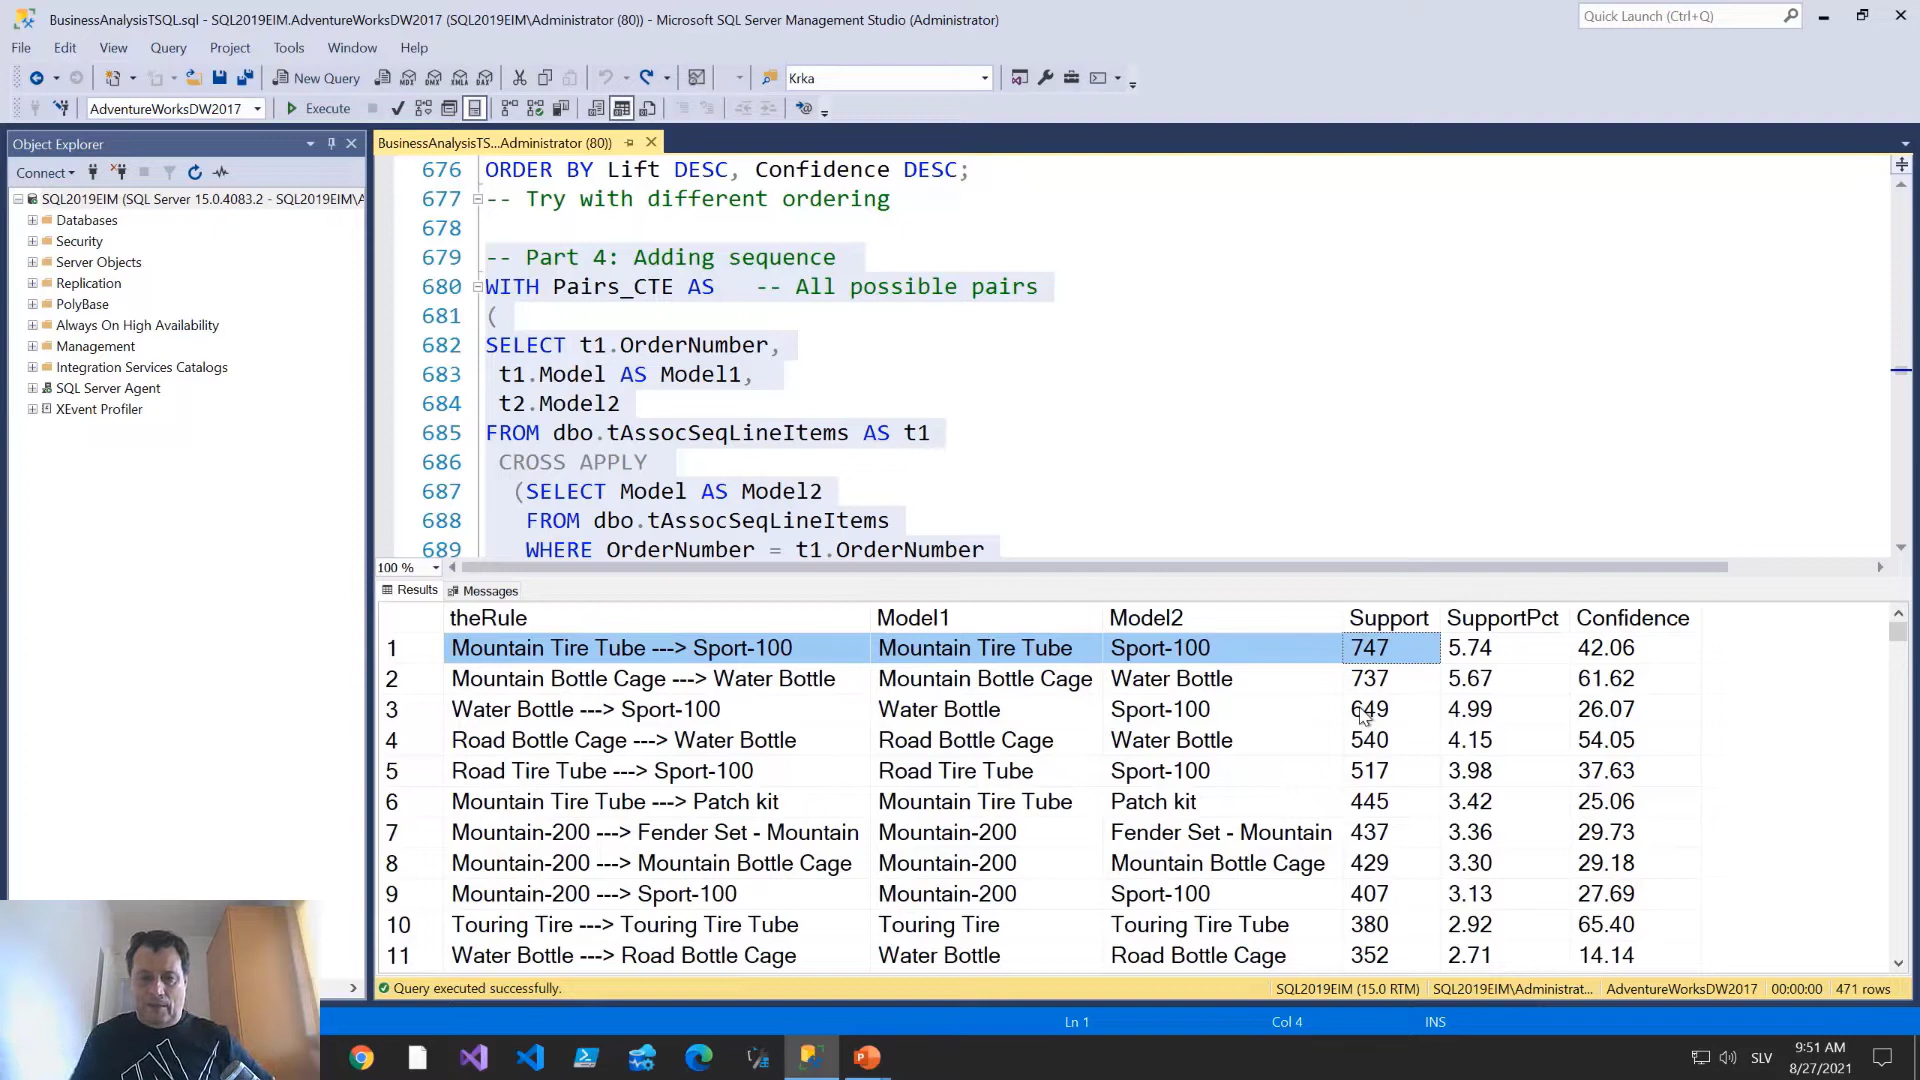 BusinessAnalysisTSQL.sql - SQL2019EIM.AdventureWorksDW2017 (SQL2019EIM\Administrator (80)) - Microsoft SQL Server Management Studio (Administrator)
Quick Launch (Ctrl+Q)
File Edit View Query Project Tools Window Help
New Query MDX DMX XMLA DAX Krka
AdventureWorksDW2017 Execute
Object Explorer
Connect
SQL2019EIM (SQL Server 15.0.4083.2 - SQL2019EIM\A
Databases
Security
Server Objects
Replication
PolyBase
Always On High Availability
Management
Integration Services Catalogs
SQL Server Agent
XEvent Profiler
BusinessAnalysisTS...Administrator (80))
676 ORDER BY Lift DESC, Confidence DESC;
677 -- Try with different ordering
678
679 -- Part 4: Adding sequence
680 WITH Pairs_CTE AS -- All possible pairs
681 (
682 SELECT t1.OrderNumber,
683 t1.Model AS Model1,
684 t2.Model2
685 FROM dbo.tAssocSeqLineItems AS t1
686 CROSS APPLY
687 (SELECT Model AS Model2
688 FROM dbo.tAssocSeqLineItems
689 WHERE OrderNumber = t1.OrderNumber
100 %
Results Messages
theRule Model1 Model2 Support SupportPct Confidence
1 Mountain Tire Tube ---> Sport-100 Mountain Tire Tube Sport-100 747 5.74 42.06
2 Mountain Bottle Cage ---> Water Bottle Mountain Bottle Cage Water Bottle 737 5.67 61.62
3 Water Bottle ---> Sport-100 Water Bottle Sport-100 649 4.99 26.07
4 Road Bottle Cage ---> Water Bottle Road Bottle Cage Water Bottle 540 4.15 54.05
5 Road Tire Tube ---> Sport-100 Road Tire Tube Sport-100 517 3.98 37.63
6 Mountain Tire Tube ---> Patch kit Mountain Tire Tube Patch kit 445 3.42 25.06
7 Mountain-200 ---> Fender Set - Mountain Mountain-200 Fender Set - Mountain 437 3.36 29.73
8 Mountain-200 ---> Mountain Bottle Cage Mountain-200 Mountain Bottle Cage 429 3.30 29.18
9 Mountain-200 ---> Sport-100 Mountain-200 Sport-100 407 3.13 27.69
10 Touring Tire ---> Touring Tire Tube Touring Tire Touring Tire Tube 380 2.92 65.40
11 Water Bottle ---> Road Bottle Cage Water Bottle Road Bottle Cage 352 2.71 14.14
Query executed successfully. SQL2019EIM (15.0 RTM) SQL2019EIM\Administrat... AdventureWorksDW2017 00:00:00 471 rows
Ln 1 Col 4 INS
SLV 9:51 AM
8/27/2021